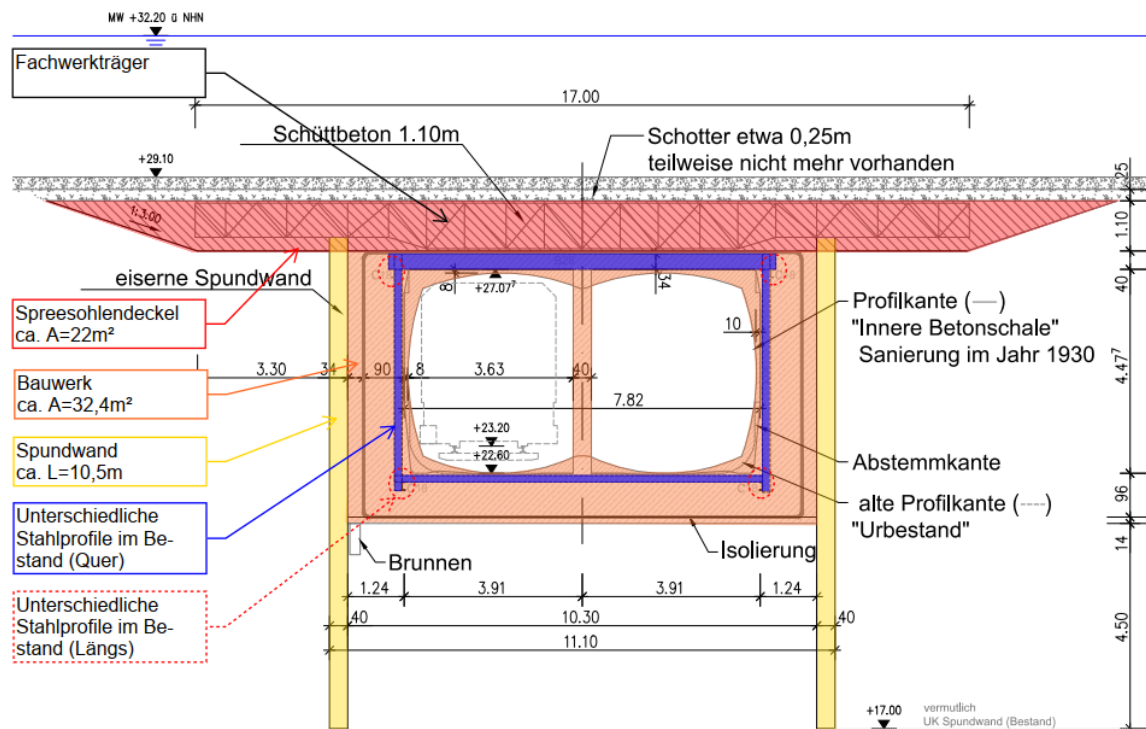 MW +32.20 ü NHN
Fachwerkträger
17.00
Schüttbeton 1.10m
Schotter etwa 0,25m
teilweise nicht mehr vorhanden
+29.10
25
1:3.00
1.10
eiserne Spundwand
34
40
8
+27.07⁷
Spreesohlendeckel
ca. A=22m²
Profilkante (—)
"Innere Betonschale"
Sanierung im Jahr 1930
10
3.30
34
90
8
3.63
40
4.47⁷
Bauwerk
ca. A=32,4m²
7.82
+23.20
+22.60
Spundwand
ca. L=10,5m
Abstemmkante
alte Profilkante (----)
"Urbestand"
96
Unterschiedliche
Stahlprofile im Be-
stand (Quer)
Isolierung
14
Brunnen
1.24
3.91
3.91
1.24
Unterschiedliche
Stahlprofile im Be-
stand (Längs)
40
10.30
40
11.10
4.50
+17.00
vermutlich
UK Spundwand (Bestand)